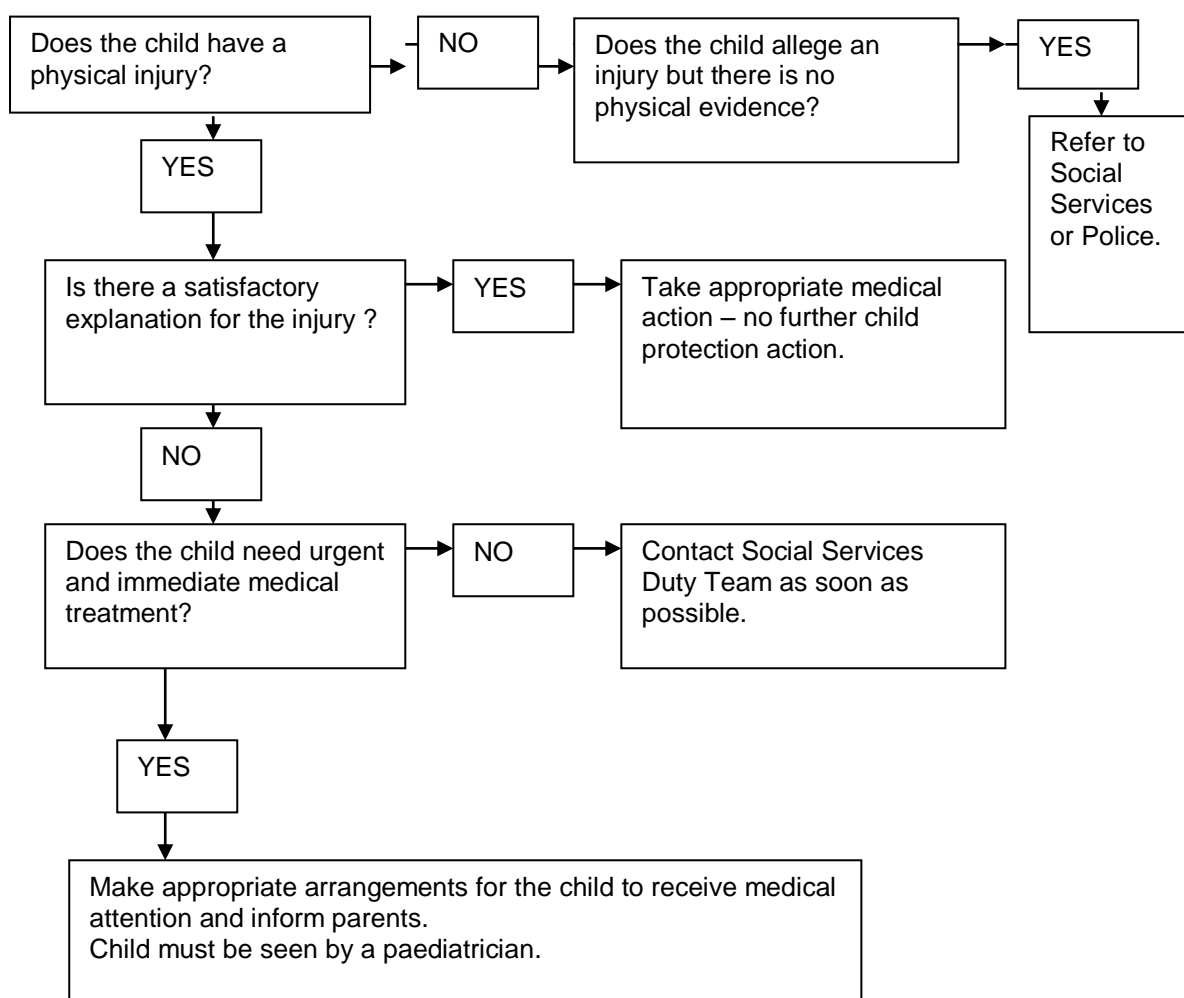 Does the child have a
physical injury?
NO
Does the child allege an
injury but there is no
physical evidence?
YES
Refer to
Social
Services
or Police.
YES
Is there a satisfactory
explanation for the injury ?
YES
Take appropriate medical
action – no further child
protection action.
NO
Does the child need urgent
and immediate medical
treatment?
NO
Contact Social Services
Duty Team as soon as
possible.
YES
Make appropriate arrangements for the child to receive medical
attention and inform parents.
Child must be seen by a paediatrician.